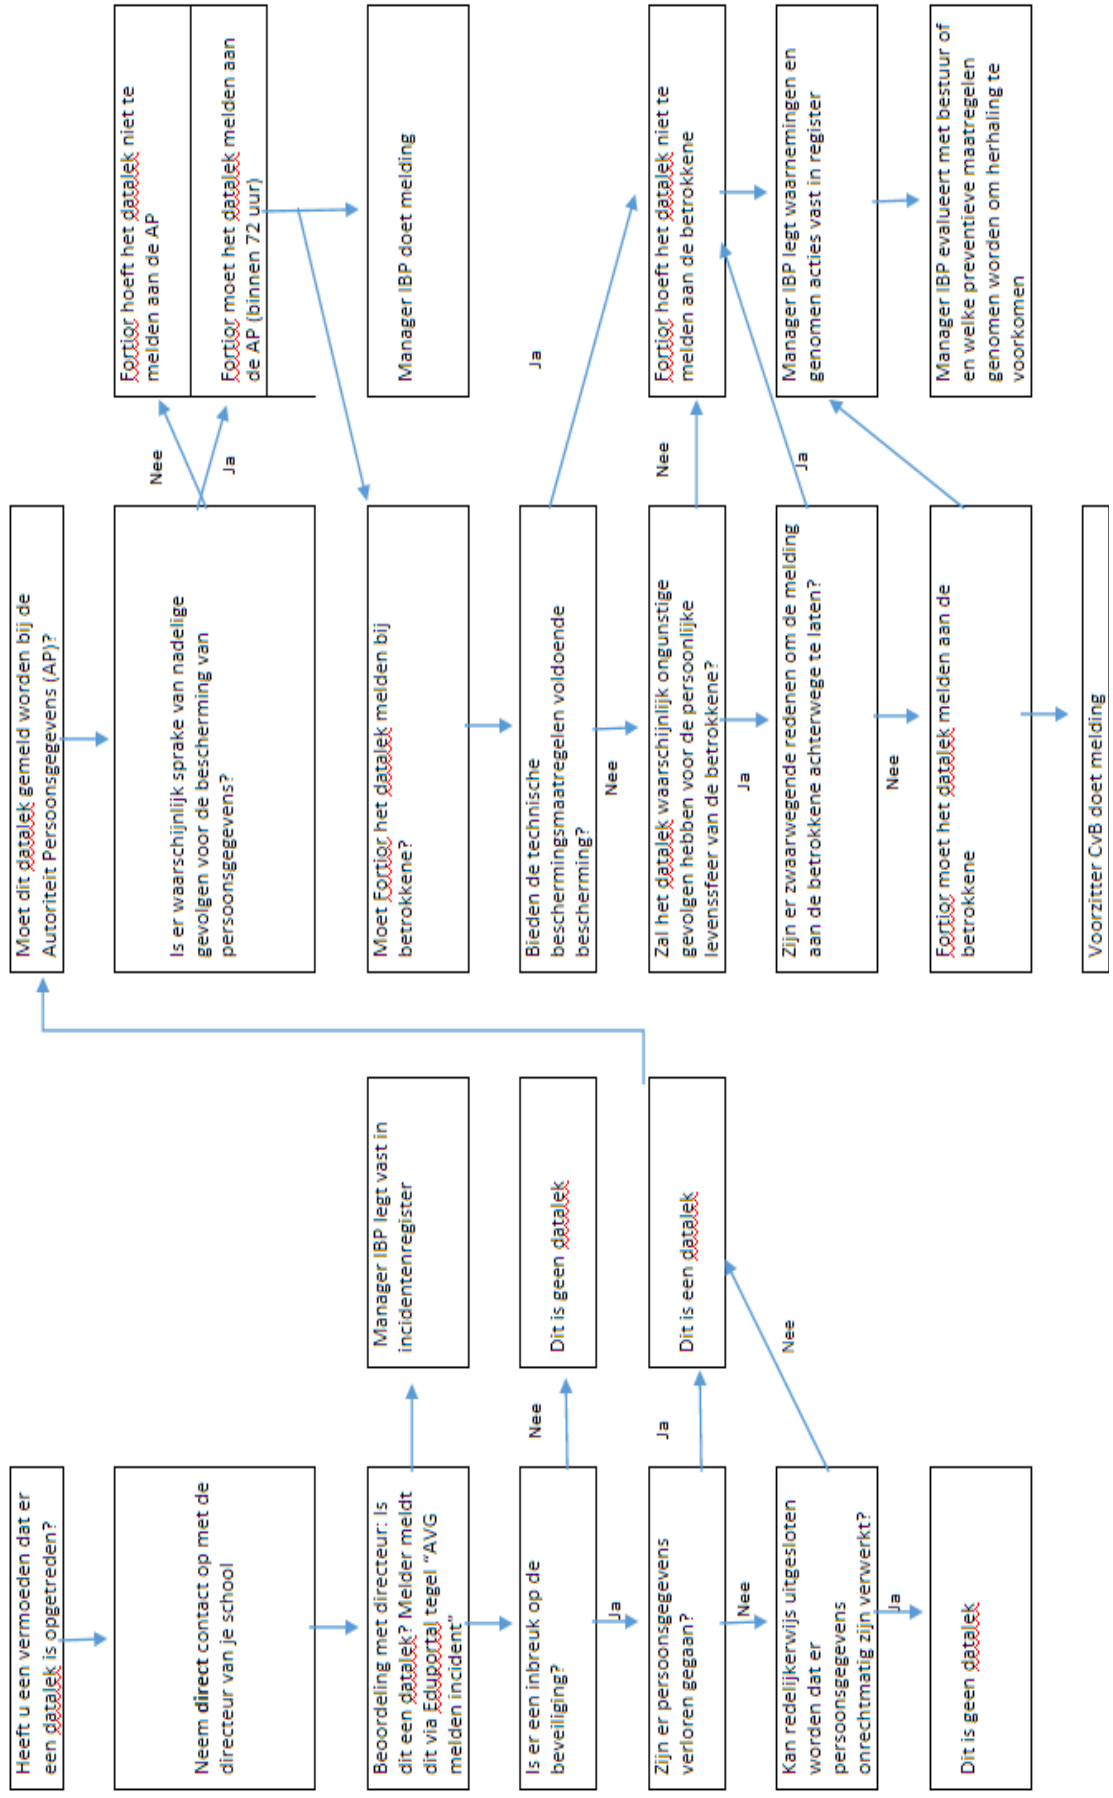 Heeft u een vermoeden dat er
een datalek is opgetreden?
Neem direct contact op met de
directeur van je school
Beoordeling met directeur: Is
dit een datalek? Melder meldt
dit via Eduportal tegel “AVG
melden incident”
Manager IBP legt vast in
incidentenregister
Is er een inbreuk op de
beveiliging?
Nee
Dit is geen datalek
Ja
Zijn er persoonsgegevens
verloren gegaan?
Ja
Dit is een datalek
Nee
Kan redelijkerwijs uitgesloten
worden dat er
persoonsgegevens
onrechtmatig zijn verwerkt?
Nee
Ja
Dit is geen datalek
Moet dit datalek gemeld worden bij de
Autoriteit Persoonsgegevens (AP)?
Is er waarschijnlijk sprake van nadelige
gevolgen voor de bescherming van
persoonsgegevens?
Nee
Ja
Fortior hoeft het datalek niet te
melden aan de AP
Fortior moet het datalek melden aan
de AP (binnen 72 uur)
Moet Fortior het datalek melden bij
betrokkene?
Manager IBP doet melding
Bieden de technische
beschermingsmaatregelen voldoende
bescherming?
Ja
Nee
Zal het datalek waarschijnlijk ongunstige
gevolgen hebben voor de persoonlijke
levenssfeer van de betrokkene?
Nee
Fortior hoeft het datalek niet te
melden aan de betrokkene
Ja
Zijn er zwaarwegende redenen om de melding
aan de betrokkene achterwege te laten?
Ja
Manager IBP legt waarnemingen en
genomen acties vast in register
Nee
Fortior moet het datalek melden aan de
betrokkene
Manager IBP evalueert met bestuur of
en welke preventieve maatregelen
genomen worden om herhaling te
voorkomen
Voorzitter CvB doet melding